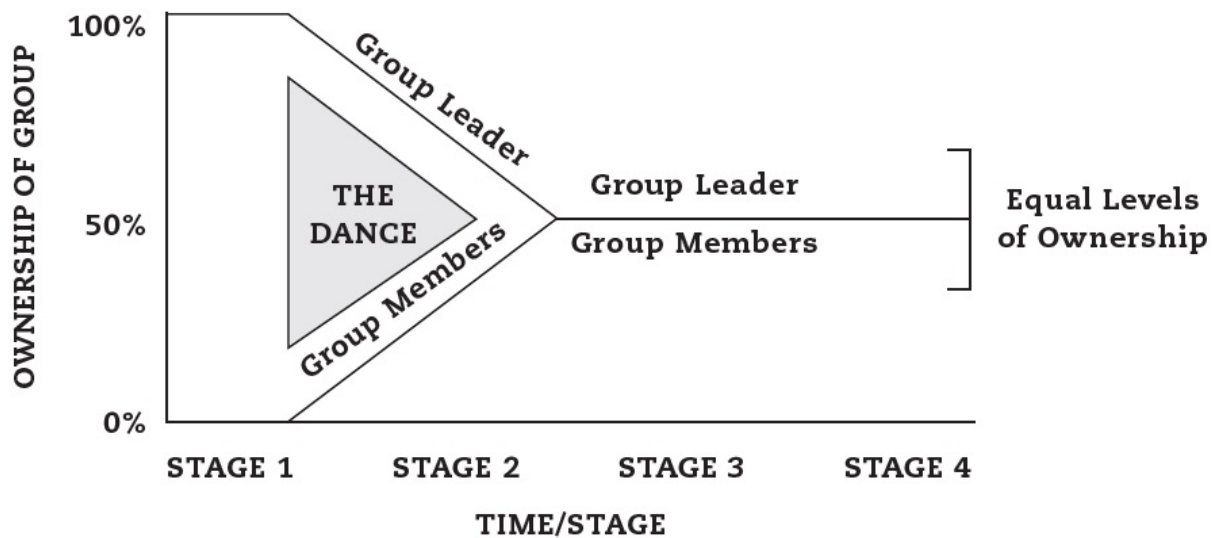 OWNERSHIP OF GROUP
100%
50%
0%
Group Leader
THE
DANCE
Group Members
Group Leader
Group Members
Equal Levels
of Ownership
STAGE 1
STAGE 2
STAGE 3
STAGE 4
TIME/STAGE